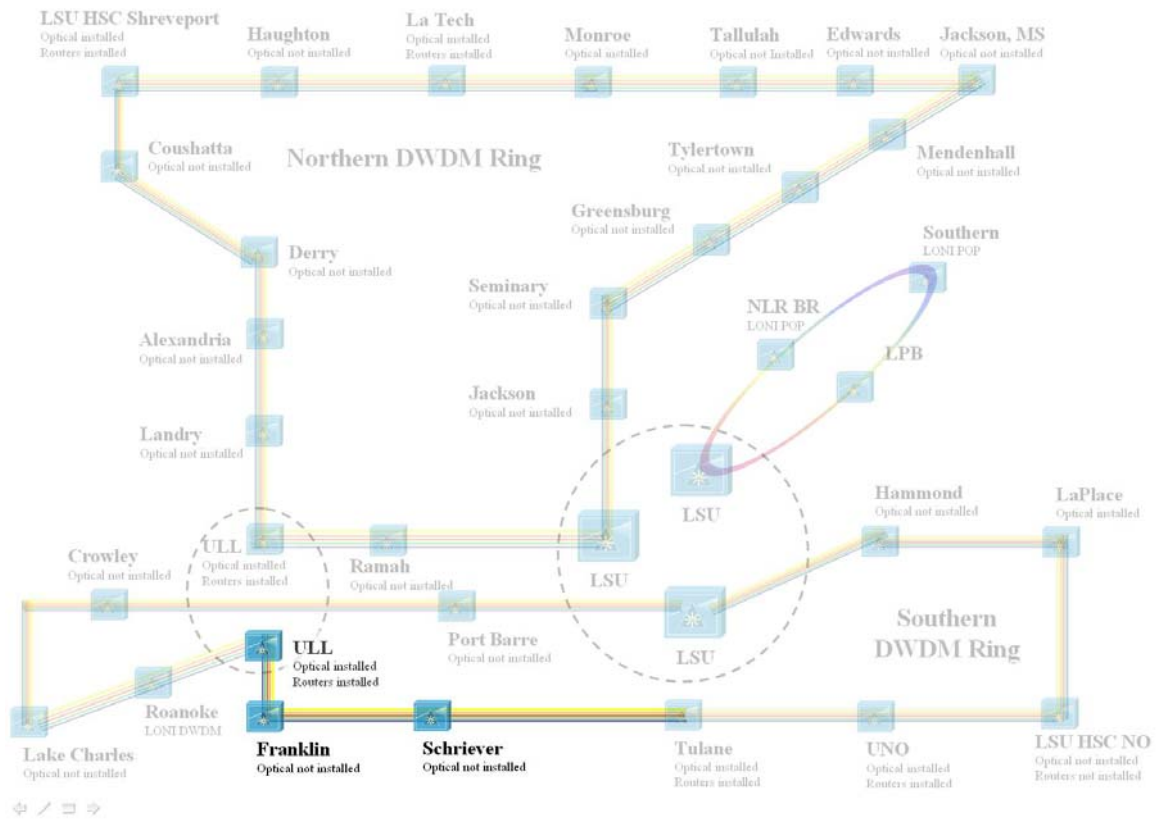 LSU HSC Shreveport
Optical installed
Routers installed
Haughton
Optical not installed
La Tech
Optical installed
Routers installed
Monroe
Optical not installed
Tallulah
Optical not Installed
Edwards
Optical not installed
Jackson, MS
Optical not installed
Coushatta
Optical not installed
Northern DWDM Ring
Tylertown
Optical not installed
Mendenhall
Optical not installed
Greensburg
Optical not installed
Southern
LONI POP
Derry
Optical not installed
Seminary
Optical not installed
NLR BR
LONI POP
Alexandria
Optical not installed
LPB
Jackson
Optical not installed
Landry
Optical not installed
LSU
Hammond
Optical not installed
LaPlace
Optical installed
ULL
Optical installed
Routers installed
Crowley
Optical not installed
Ramah
Optical not installed
LSU
Port Barre
Optical not installed
LSU
Southern
DWDM Ring
ULL
Optical installed
Routers installed
Roanoke
LONI DWDM
Lake Charles
Optical not installed
Franklin
Optical not installed
Schriever
Optical not installed
Tulane
Optical installed
Routers installed
UNO
Optical installed
Routers installed
LSU HSC NO
Optical not installed
Routers not installed